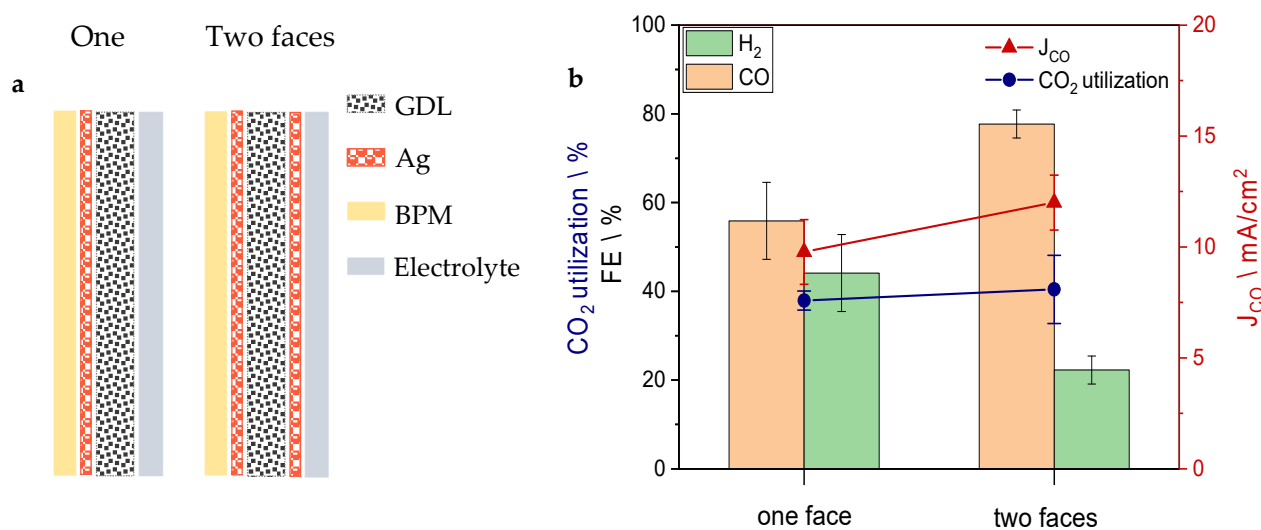 One Two faces
a
GDL
Ag
BPM
Electrolyte
b
H2
CO
JCO
CO2 utilization
CO2 utilization \ %
FE \ %
100
80
60
40
20
0
20
15
10
5
0
JCO \ mA/cm2
one face two faces